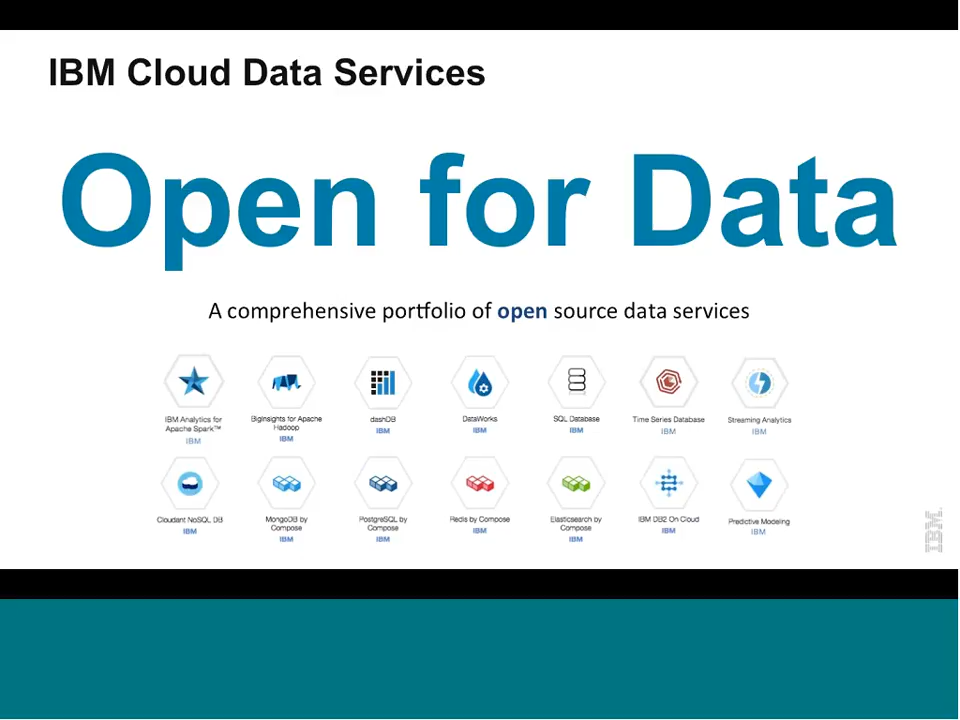 IBM Cloud Data Services
Open for Data
A comprehensive portfolio of open source data services
IBM Analytics for
Apache Spark™
IBM
BigInsights for Apache
Hadoop
IBM
dashDB
IBM
DataWorks
IBM
SQL Database
IBM
Time Series Database
IBM
Streaming Analytics
IBM
Cloudant NoSQL DB
IBM
MongoDB by
Compose
IBM
PostgreSQL by
Compose
IBM
Redis by Compose
IBM
Elasticsearch by
Compose
IBM
IBM DB2 On Cloud
IBM
Predictive Modeling
IBM
IBM